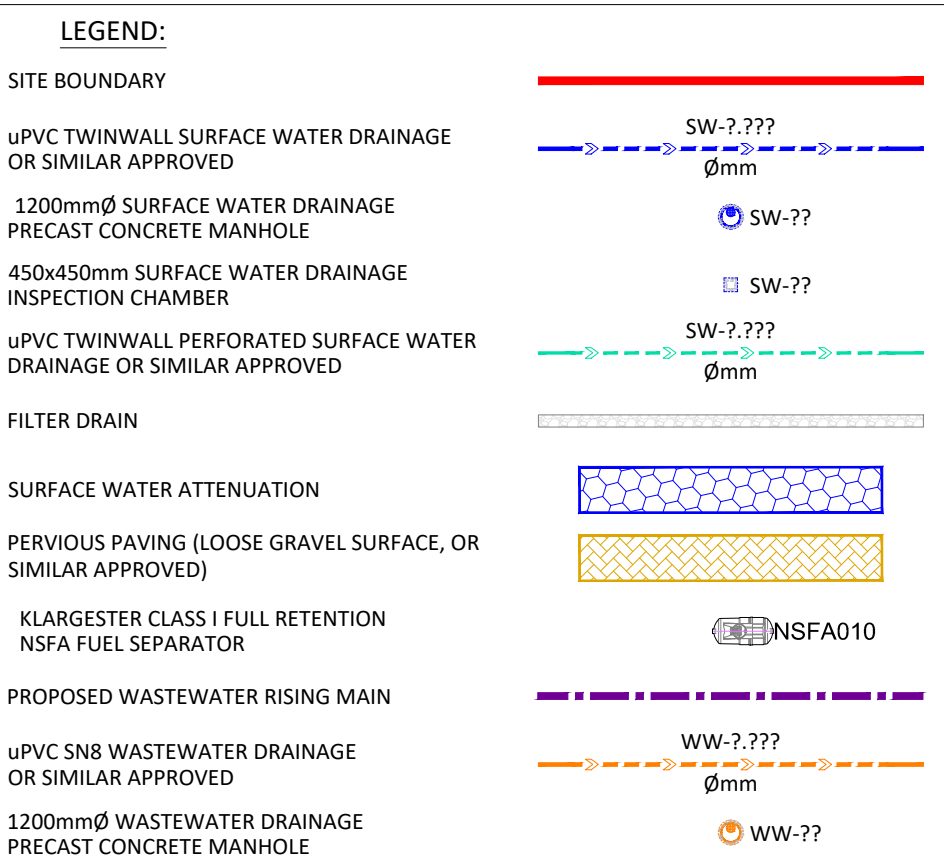 LEGEND:
SITE BOUNDARY
uPVC TWINWALL SURFACE WATER DRAINAGE
OR SIMILAR APPROVED
SW-?.???
Ømm
1200mmØ SURFACE WATER DRAINAGE
PRECAST CONCRETE MANHOLE
SW-??
450x450mm SURFACE WATER DRAINAGE
INSPECTION CHAMBER
SW-??
uPVC TWINWALL PERFORATED SURFACE WATER
DRAINAGE OR SIMILAR APPROVED
SW-?.???
Ømm
FILTER DRAIN
SURFACE WATER ATTENUATION
PERVIOUS PAVING (LOOSE GRAVEL SURFACE, OR
SIMILAR APPROVED)
KLARGESTER CLASS I FULL RETENTION
NSFA FUEL SEPARATOR
NSFA010
PROPOSED WASTEWATER RISING MAIN
uPVC SN8 WASTEWATER DRAINAGE
OR SIMILAR APPROVED
WW-?.???
Ømm
1200mmØ WASTEWATER DRAINAGE
PRECAST CONCRETE MANHOLE
WW-??